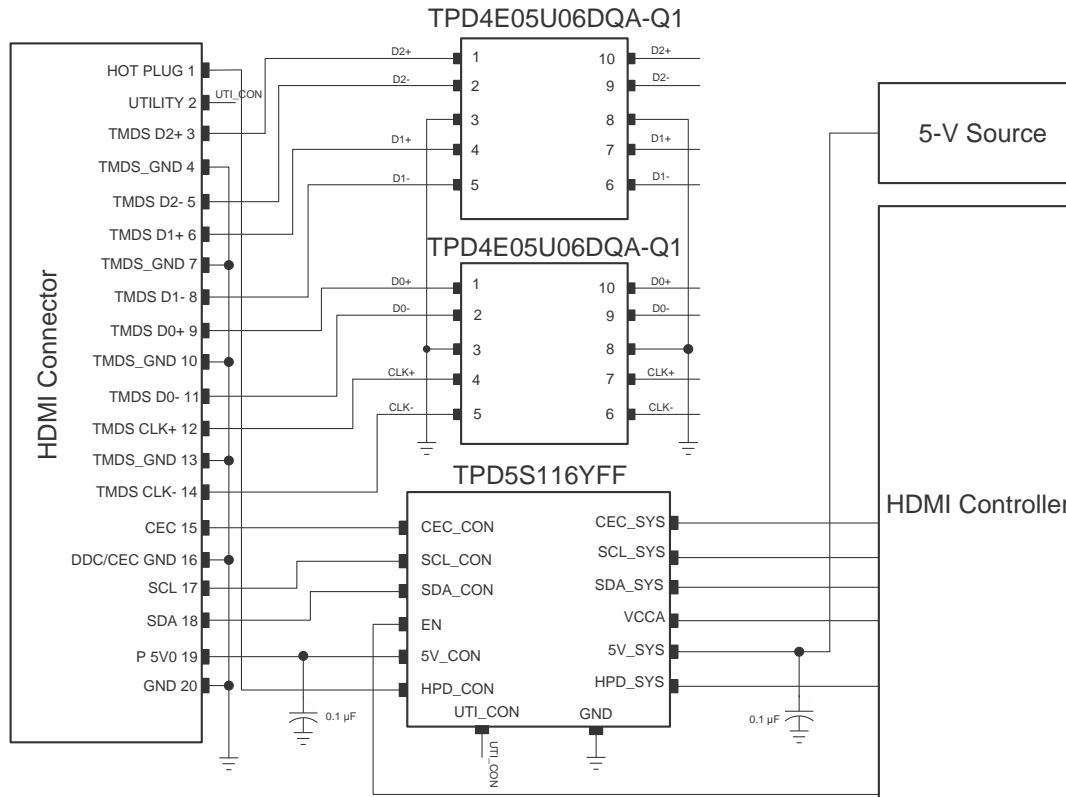 TPD4E05U06DQA-Q1
HDMI Connector
HOT PLUG 1
UTILITY 2
UTI_CON
TMDS D2+ 3
TMDS_GND 4
TMDS D2- 5
TMDS D1+ 6
TMDS_GND 7
TMDS D1- 8
TMDS D0+ 9
TMDS_GND 10
TMDS D0- 11
TMDS CLK+ 12
TMDS_GND 13
TMDS CLK- 14
CEC 15
DDC/CEC GND 16
SCL 17
SDA 18
P 5V0 19
GND 20
0.1 µF
D2+
D2-
D1+
D1-
1
2
3
4
5
10
9
8
7
6
D2+
D2-
D1+
D1-
TPD4E05U06DQA-Q1
D0+
D0-
CLK+
CLK-
1
2
3
4
5
10
9
8
7
6
D0+
D0-
CLK+
CLK-
TPD5S116YFF
CEC_CON
SCL_CON
SDA_CON
EN
5V_CON
HPD_CON
UTI_CON
GND
CEC_SYS
SCL_SYS
SDA_SYS
VCCA
5V_SYS
HPD_SYS
UTI_CON
0.1 µF
5-V Source
HDMI Controller